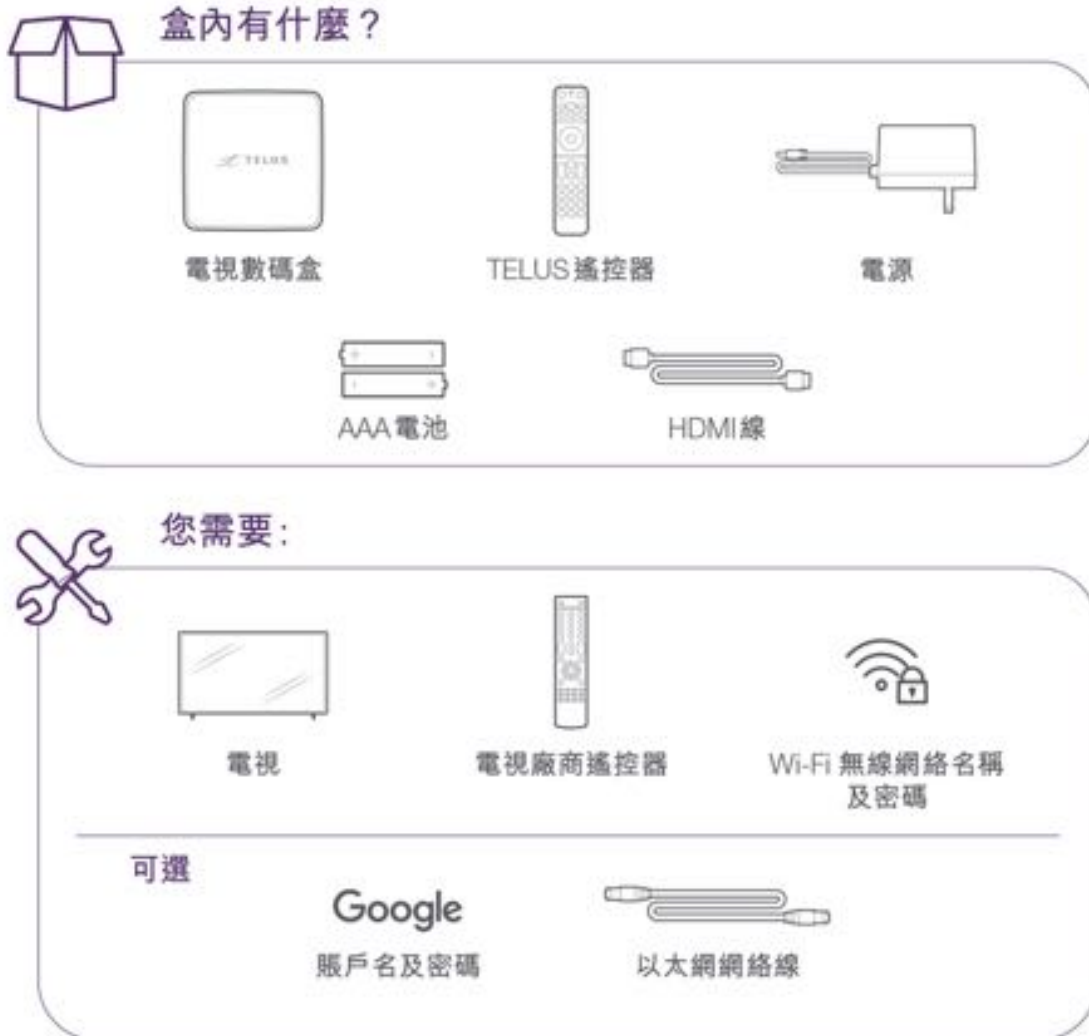 盒內有什麼？
TELUS
電視數碼盒
TELUS遙控器
電源
AAA電池
HDMI線
您需要：
電視
電視廠商遙控器
Wi-Fi 無線網絡名稱
及密碼
可選
Google
賬戶名及密碼
以太網網絡線